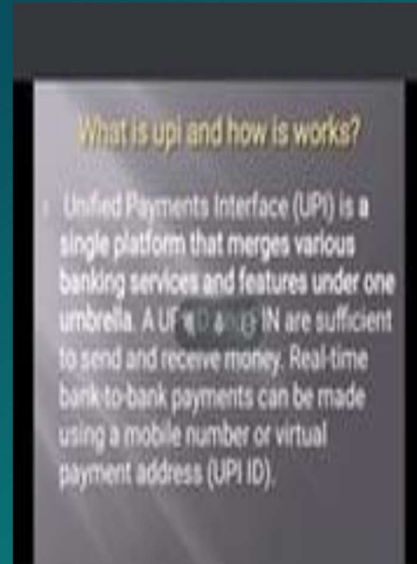 What is upi and how is works?
Unified Payments Interface (UPI) is a
single platform that merges various
banking services and features under one
umbrella. A are sufficient
to send and receive money. Real-time
bank-to-bank payments can be made
using a mobile number or virtual
payment address (UPI ID).